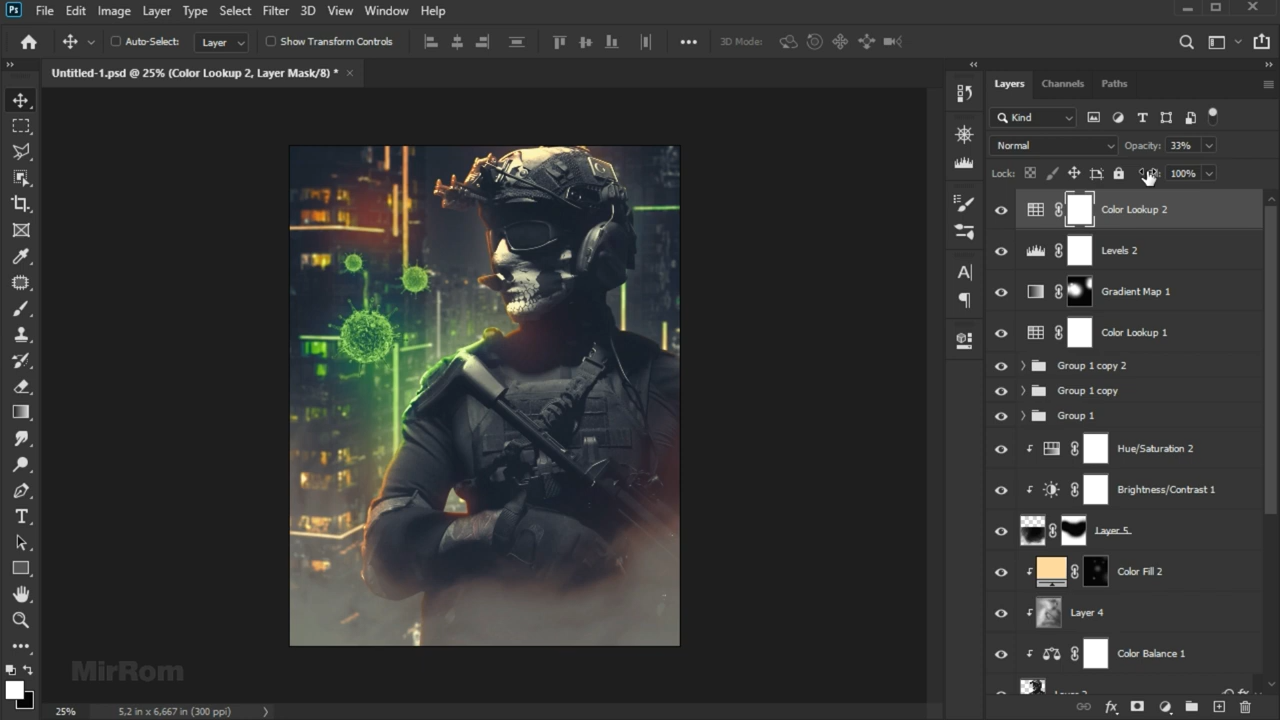 Ps File Edit Image Layer Type Select Filter 3D View Window Help
Auto-Select: Layer Show Transform Controls 3D Mode:
Untitled-1.psd @ 25% (Color Lookup 2, Layer Mask/8) *
Layers Channels Paths
Kind
Normal Opacity: 33%
Lock: 100%
Color Lookup 2
Levels 2
Gradient Map 1
Color Lookup 1
Group 1 copy 2
Group 1 copy
Group 1
Hue/Saturation 2
Brightness/Contrast 1
Layer 5
Color Fill 2
Layer 4
Color Balance 1
MirRom
25% 5,2 in x 6,667 in (300 ppi)